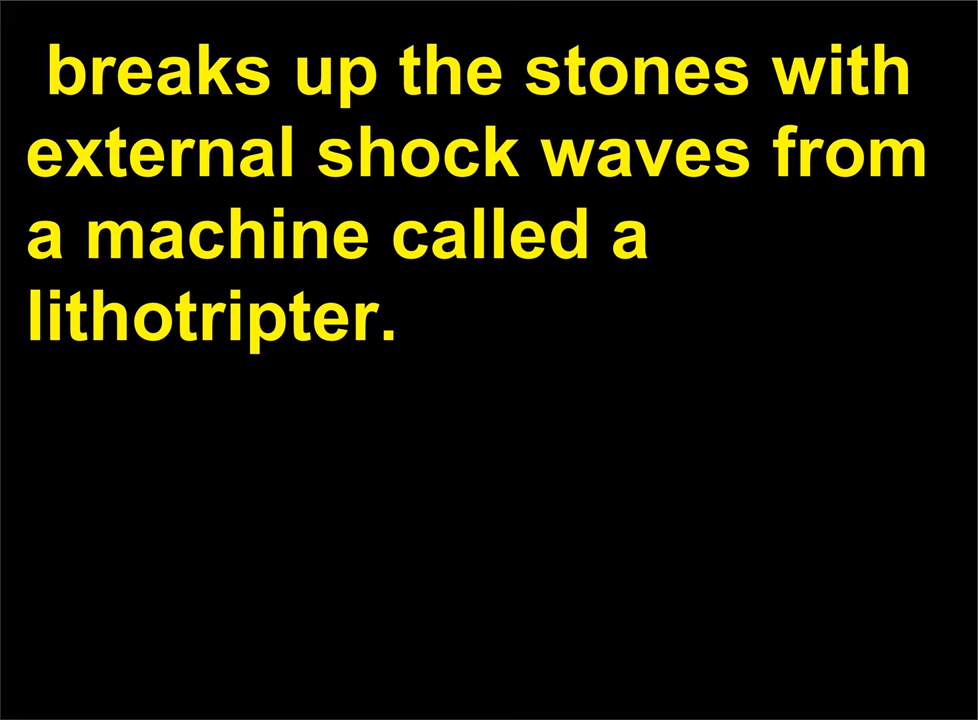 breaks up the stones with
external shock waves from
a machine called a
lithotripter.